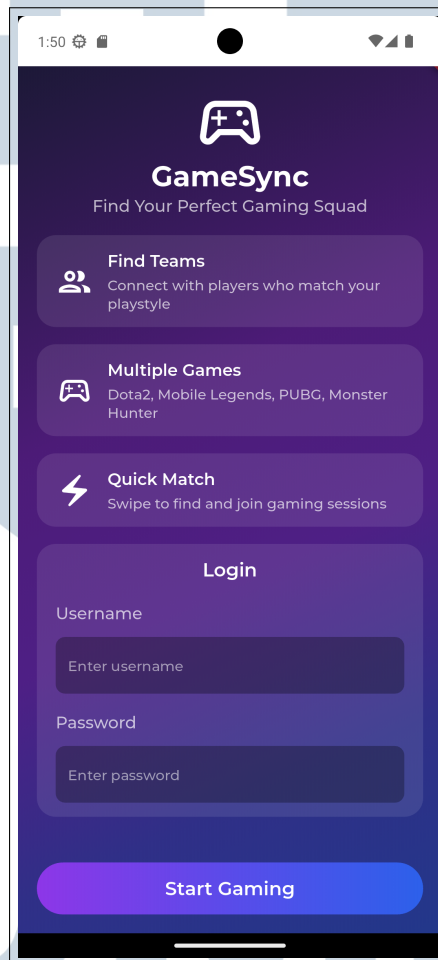 1:50
GameSync
Find Your Perfect Gaming Squad
Find Teams
Connect with players who match your
playstyle
Multiple Games
Dota2, Mobile Legends, PUBG, Monster
Hunter
Quick Match
Swipe to find and join gaming sessions
Login
Username
Enter username
Password
Enter password
Start Gaming